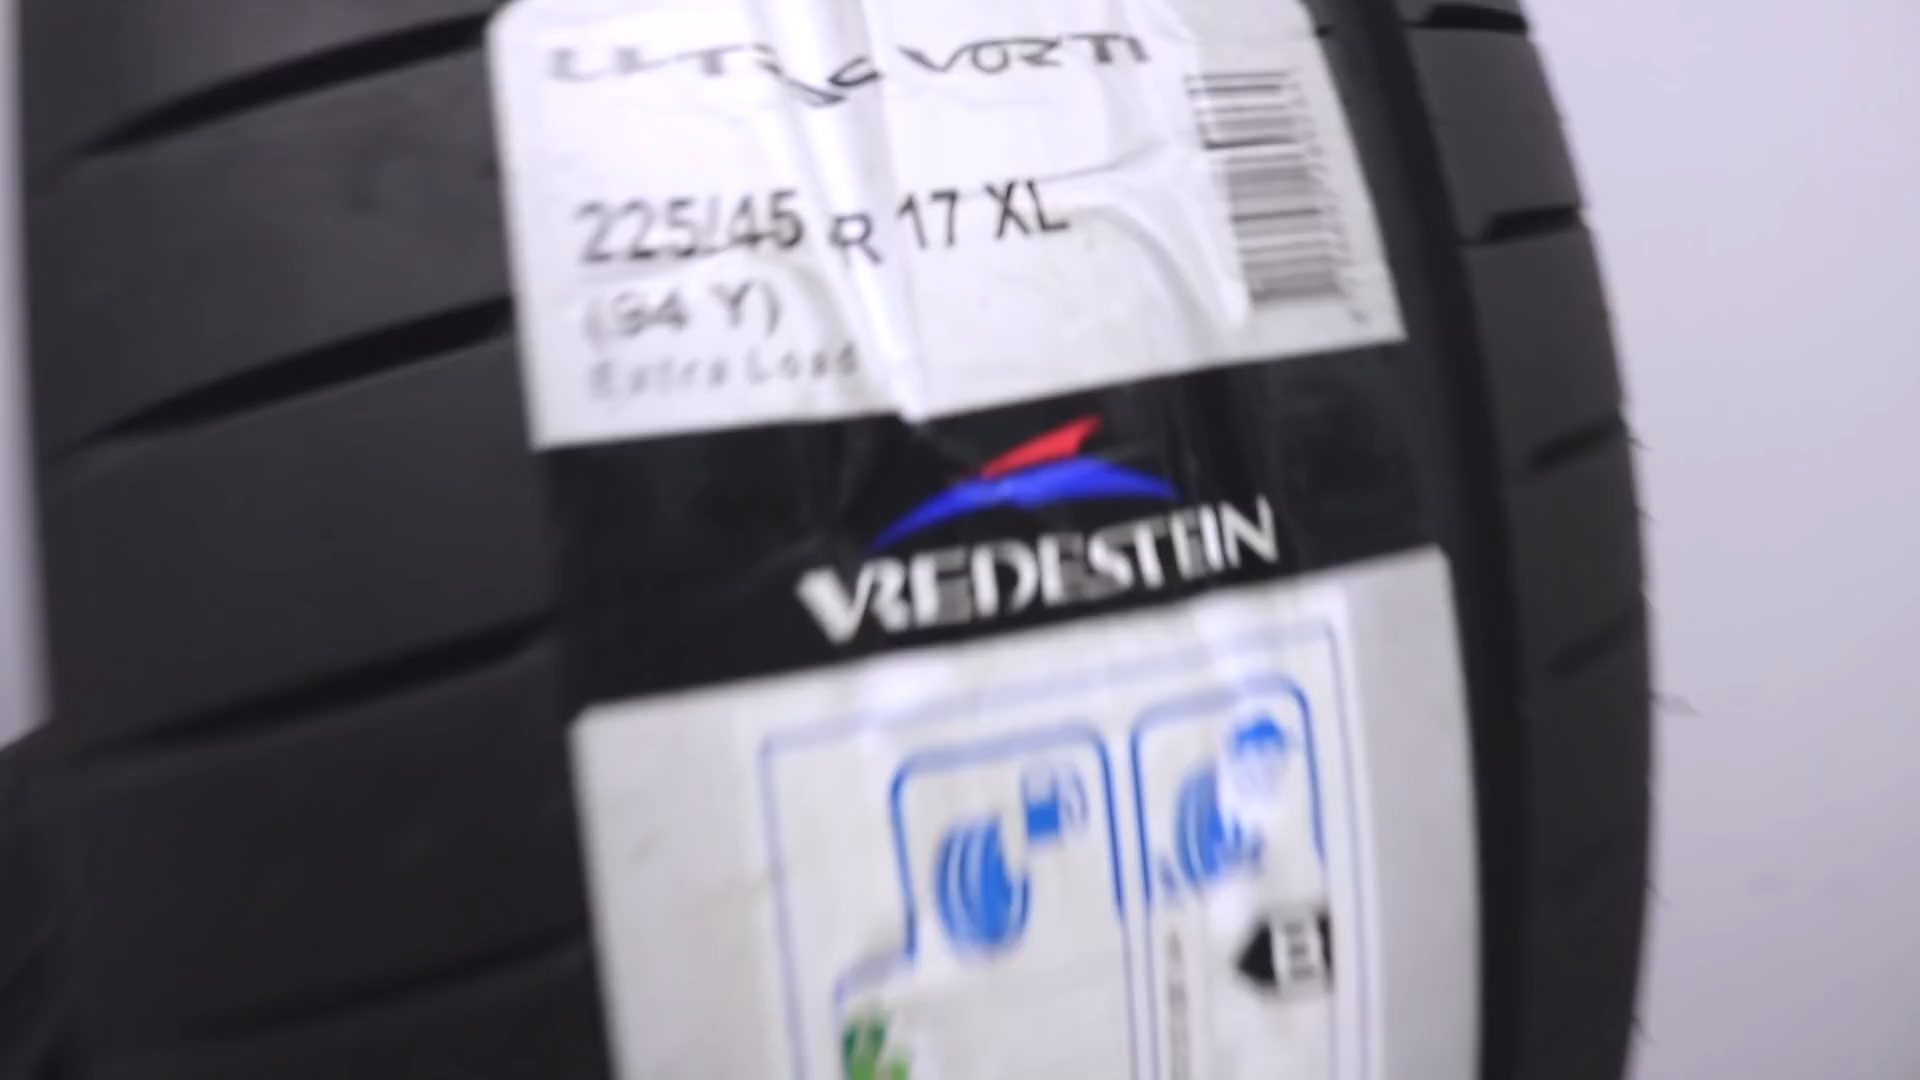 ULTRAC VORTI
225/45 R 17 XL
(94 Y)
Extra Load
VREDESTEIN
B